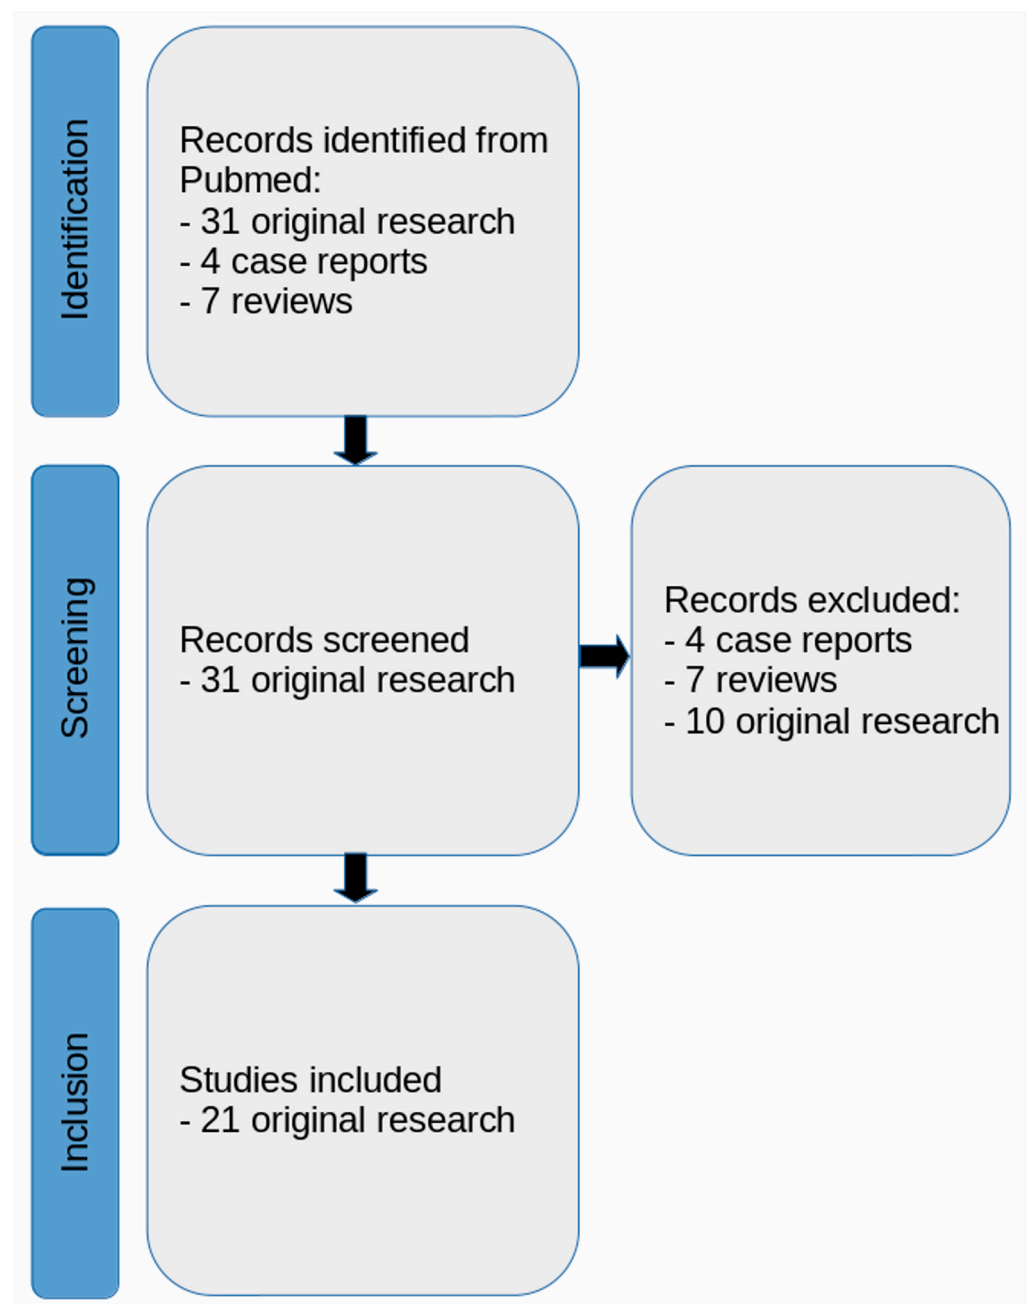 Identification
Records identified from
Pubmed:
- 31 original research
- 4 case reports
- 7 reviews
Screening
Records screened
- 31 original research
Records excluded:
- 4 case reports
- 7 reviews
- 10 original research
Inclusion
Studies included
- 21 original research